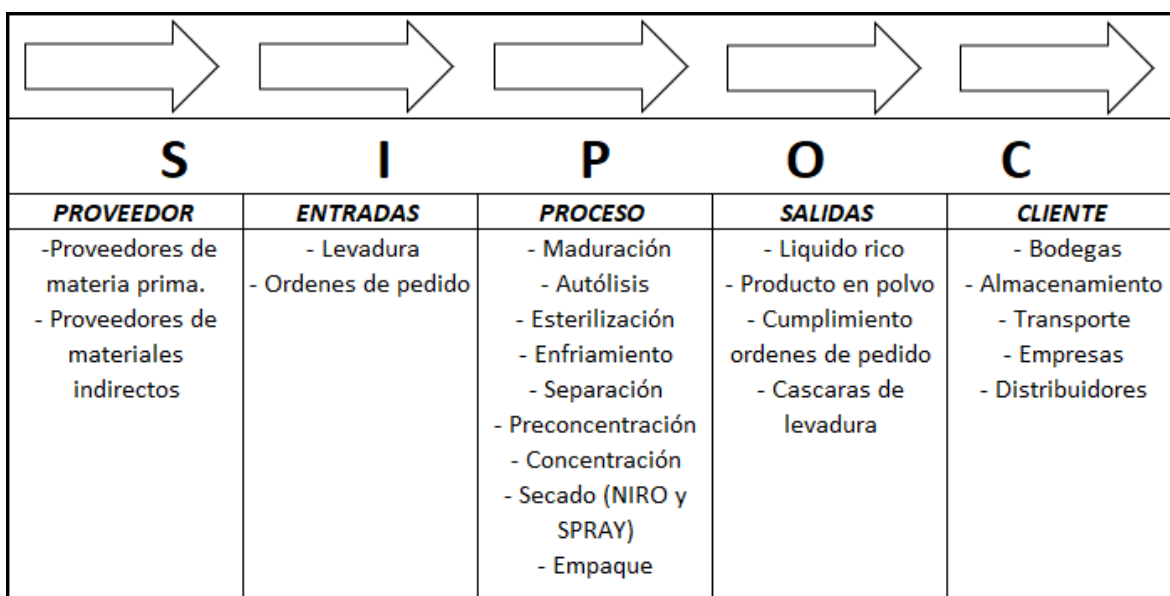 S I P O C
PROVEEDOR ENTRADAS PROCESO SALIDAS CLIENTE
-Proveedores de
materia prima.
- Proveedores de
materiales
indirectos
- Levadura
- Ordenes de pedido
- Maduración
- Autólisis
- Esterilización
- Enfriamiento
- Separación
- Preconcentración
- Concentración
- Secado (NIRO y
SPRAY)
- Empaque
- Liquido rico
- Producto en polvo
- Cumplimiento
ordenes de pedido
- Cascaras de
levadura
- Bodegas
- Almacenamiento
- Transporte
- Empresas
- Distribuidores